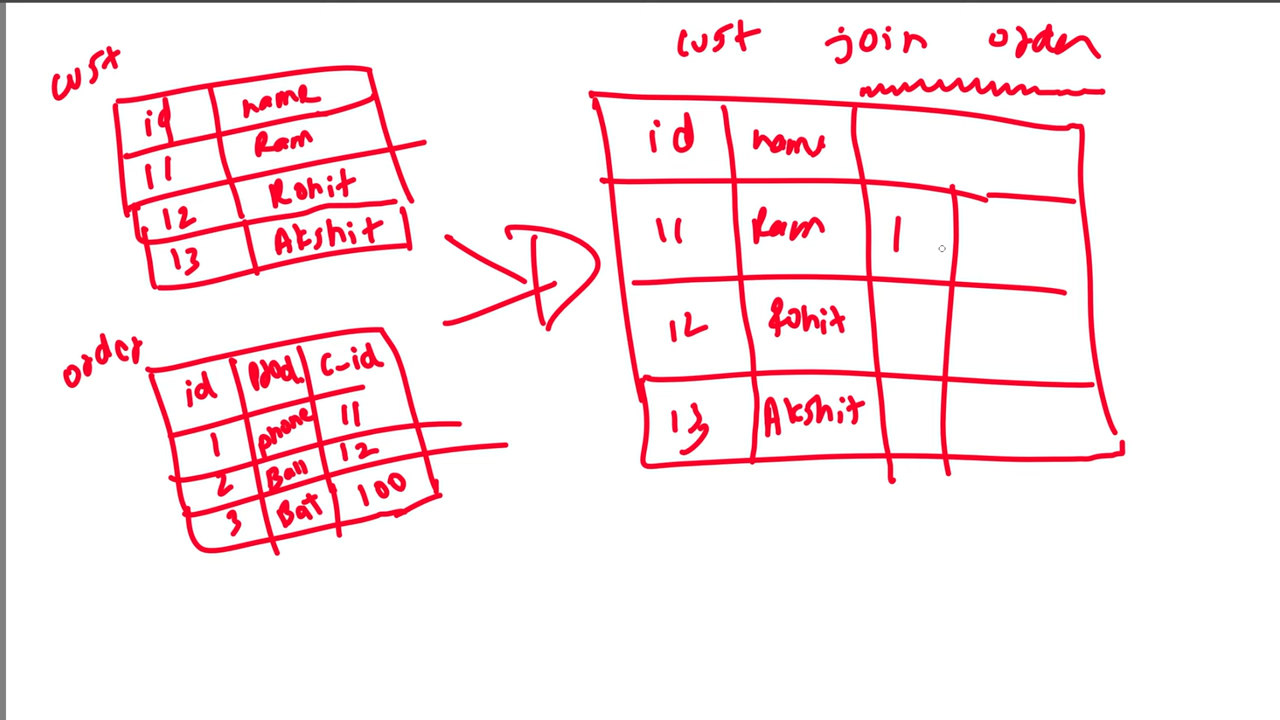 cust
id name
11 Ram
12 Rohit
13 Akshit
order
id prod. c-id
1 phone 11
2 Ball 12
3 Bat 100
cust join order
id name
11 Ram 1
12 Rohit
13 Akshit